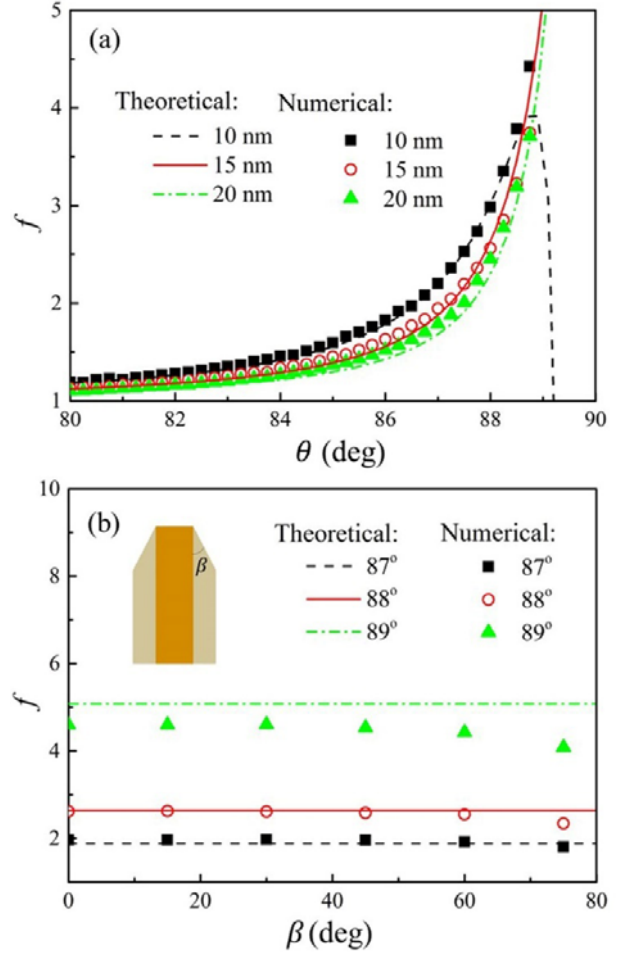 (a)
5
4
3
2
1
f
Theoretical: Numerical:
10 nm 10 nm
15 nm 15 nm
20 nm 20 nm
80 82 84 86 88 90
θ (deg)
(b)
10
8
6
4
2
f
β
Theoretical: Numerical:
87° 87°
88° 88°
89° 89°
0 20 40 60 80
β (deg)